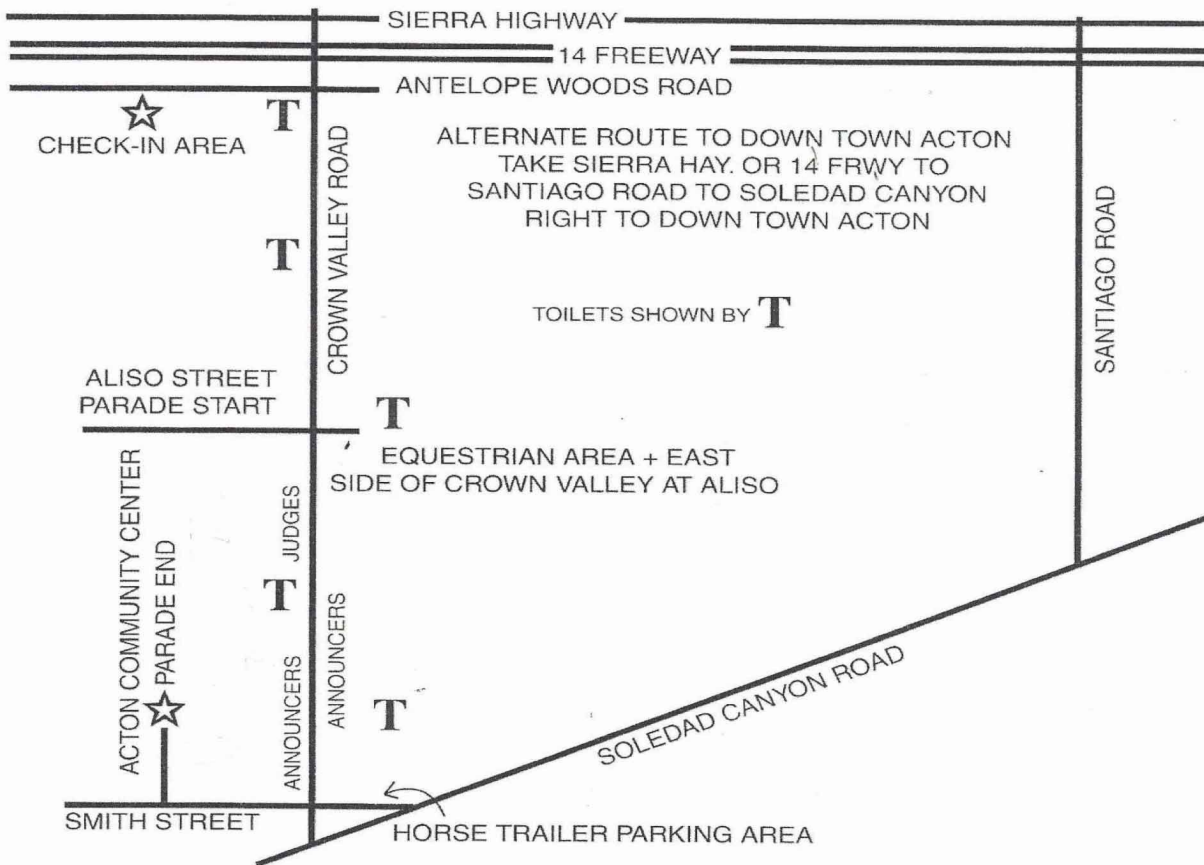 SIERRA HIGHWAY
14 FREEWAY
ANTELOPE WOODS ROAD
CHECK-IN AREA
T
ALTERNATE ROUTE TO DOWN TOWN ACTON
TAKE SIERRA HAY. OR 14 FRWY TO
SANTIAGO ROAD TO SOLEDAD CANYON
RIGHT TO DOWN TOWN ACTON
T
CROWN VALLEY ROAD
SANTIAGO ROAD
TOILETS SHOWN BY T
ALISO STREET
PARADE START
T
EQUESTRIAN AREA + EAST
SIDE OF CROWN VALLEY AT ALISO
JUDGES
T
ACTON COMMUNITY CENTER
PARADE END
ANNOUNCERS
ANNOUNCERS
T
SOLEDAD CANYON ROAD
SMITH STREET
HORSE TRAILER PARKING AREA